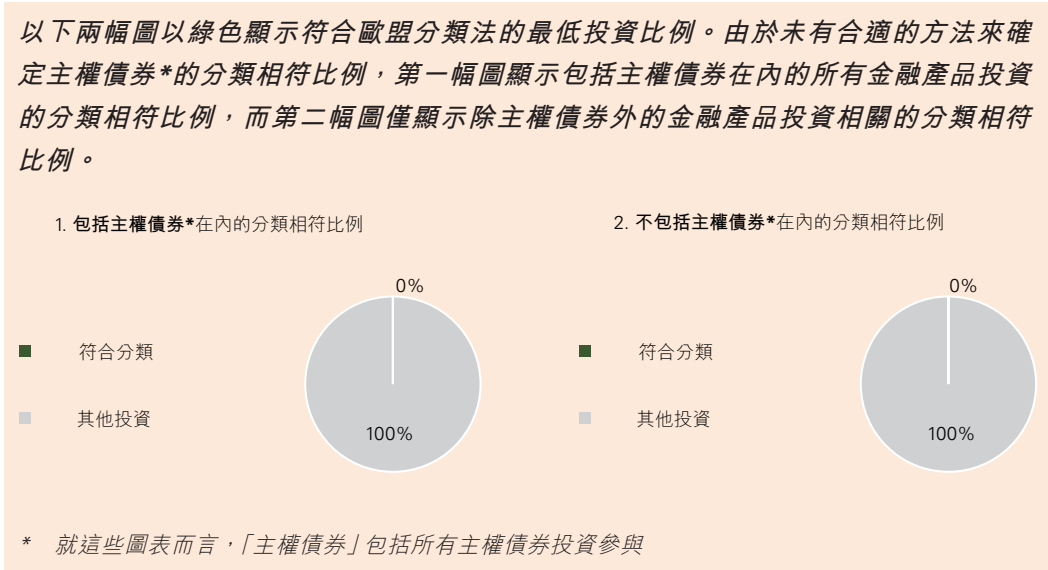 以下兩幅圖以綠色顯示符合歐盟分類法的最低投資比例。由於未有合適的方法來確
定主權債券*的分類相符比例，第一幅圖顯示包括主權債券在內的所有金融產品投資
的分類相符比例，而第二幅圖僅顯示除主權債券外的金融產品投資相關的分類相符
比例。
1. 包括主權債券*在內的分類相符比例
0%
符合分類
其他投資
100%
2. 不包括主權債券*在內的分類相符比例
0%
符合分類
其他投資
100%
* 就這些圖表而言，「主權債券」包括所有主權債券投資參與